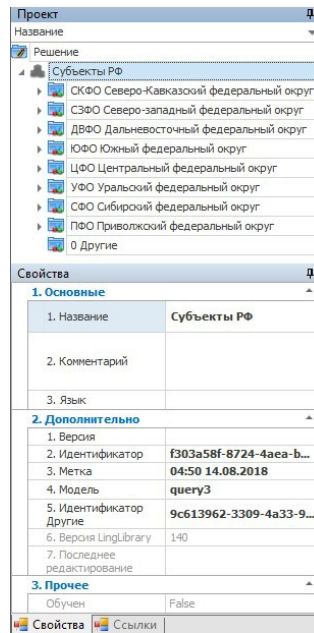 Проект
Название
Решение
Субъекты РФ
СКФО Северо-Кавказский федеральный округ
СЗФО Северо-западный федеральный округ
ДВФО Дальневосточный федеральный округ
ЮФО Южный федеральный округ
ЦФО Центральный федеральный округ
УФО Уральский федеральный округ
СФО Сибирский федеральный округ
ПФО Приволжский федеральный округ
0 Другие
Свойства
1. Основные
1. Название Субъекты РФ
2. Комментарий
3. Язык
2. Дополнительно
1. Версия
2. Идентификатор f303a58f-8724-4aea-b...
3. Метка 04:50 14.08.2018
4. Модель query3
5. Идентификатор
Другие 9c613962-3309-4a33-9...
6. Версия LingLibrary 140
7. Последнее
редактирование
3. Прочее
Обучен False
Свойства Ссылки